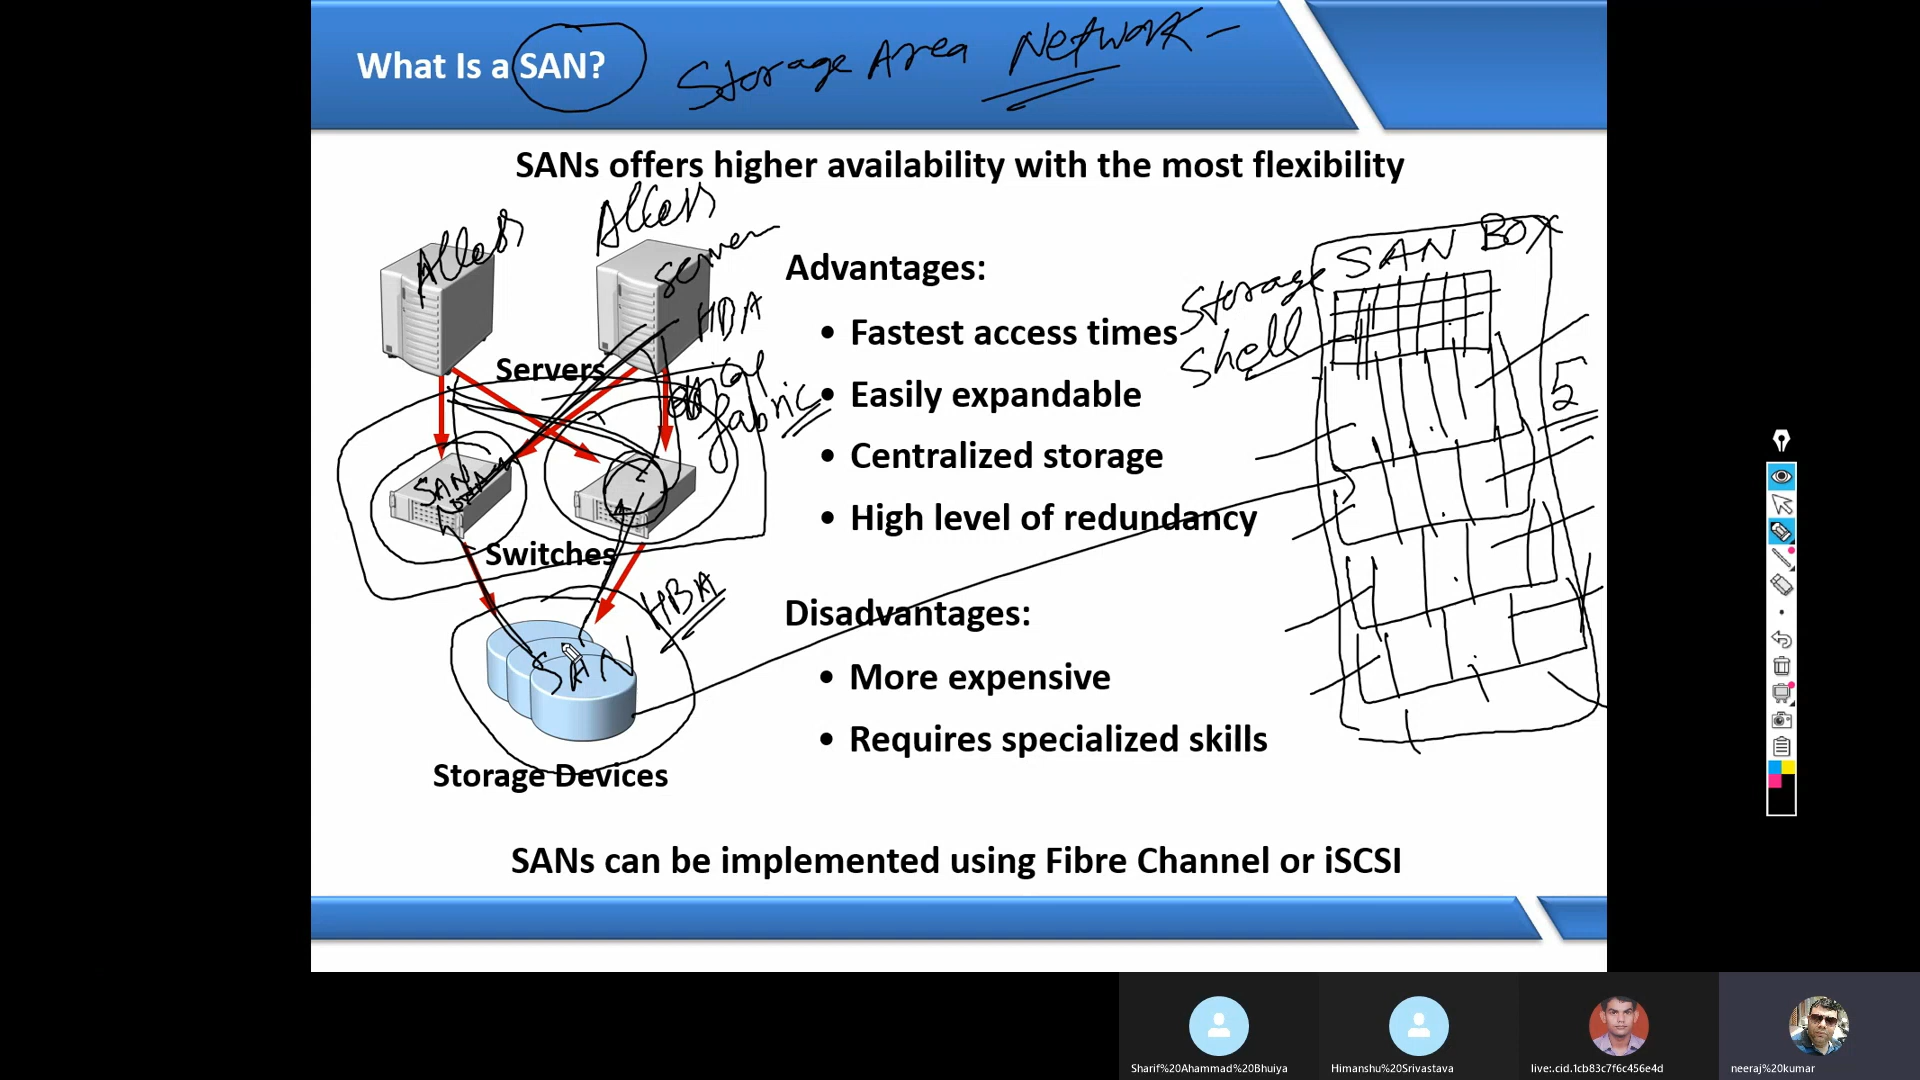 What Is a SAN?
Storage Area Network
SANs offers higher availability with the most flexibility
Access
Access
Server
HBA
fabric
Servers
SAN
Switches
HBA
SAN
Storage Devices
Advantages:
• Fastest access times
• Easily expandable
• Centralized storage
• High level of redundancy
Disadvantages:
• More expensive
• Requires specialized skills
SAN BOX
Storage
Shell
5
SANs can be implemented using Fibre Channel or iSCSI
Sharif%20Ahammad%20Bhuiya
Himanshu%20Srivastava
live:.cid.1cb83c7f6c456e4d
neeraj%20kumar